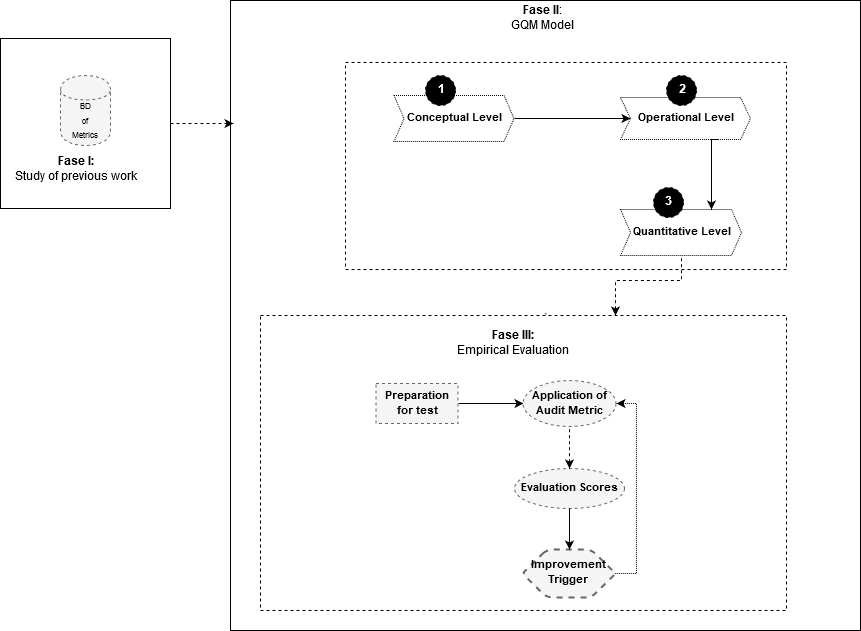 Fase II:
GQM Model
BD
of
Metrics
Fase I:
Study of previous work
1
Conceptual Level
2
Operational Level
3
Quantitative Level
Fase III:
Empirical Evaluation
Preparation
for test
Application of
Audit Metric
Evaluation Scores
Improvement
Trigger